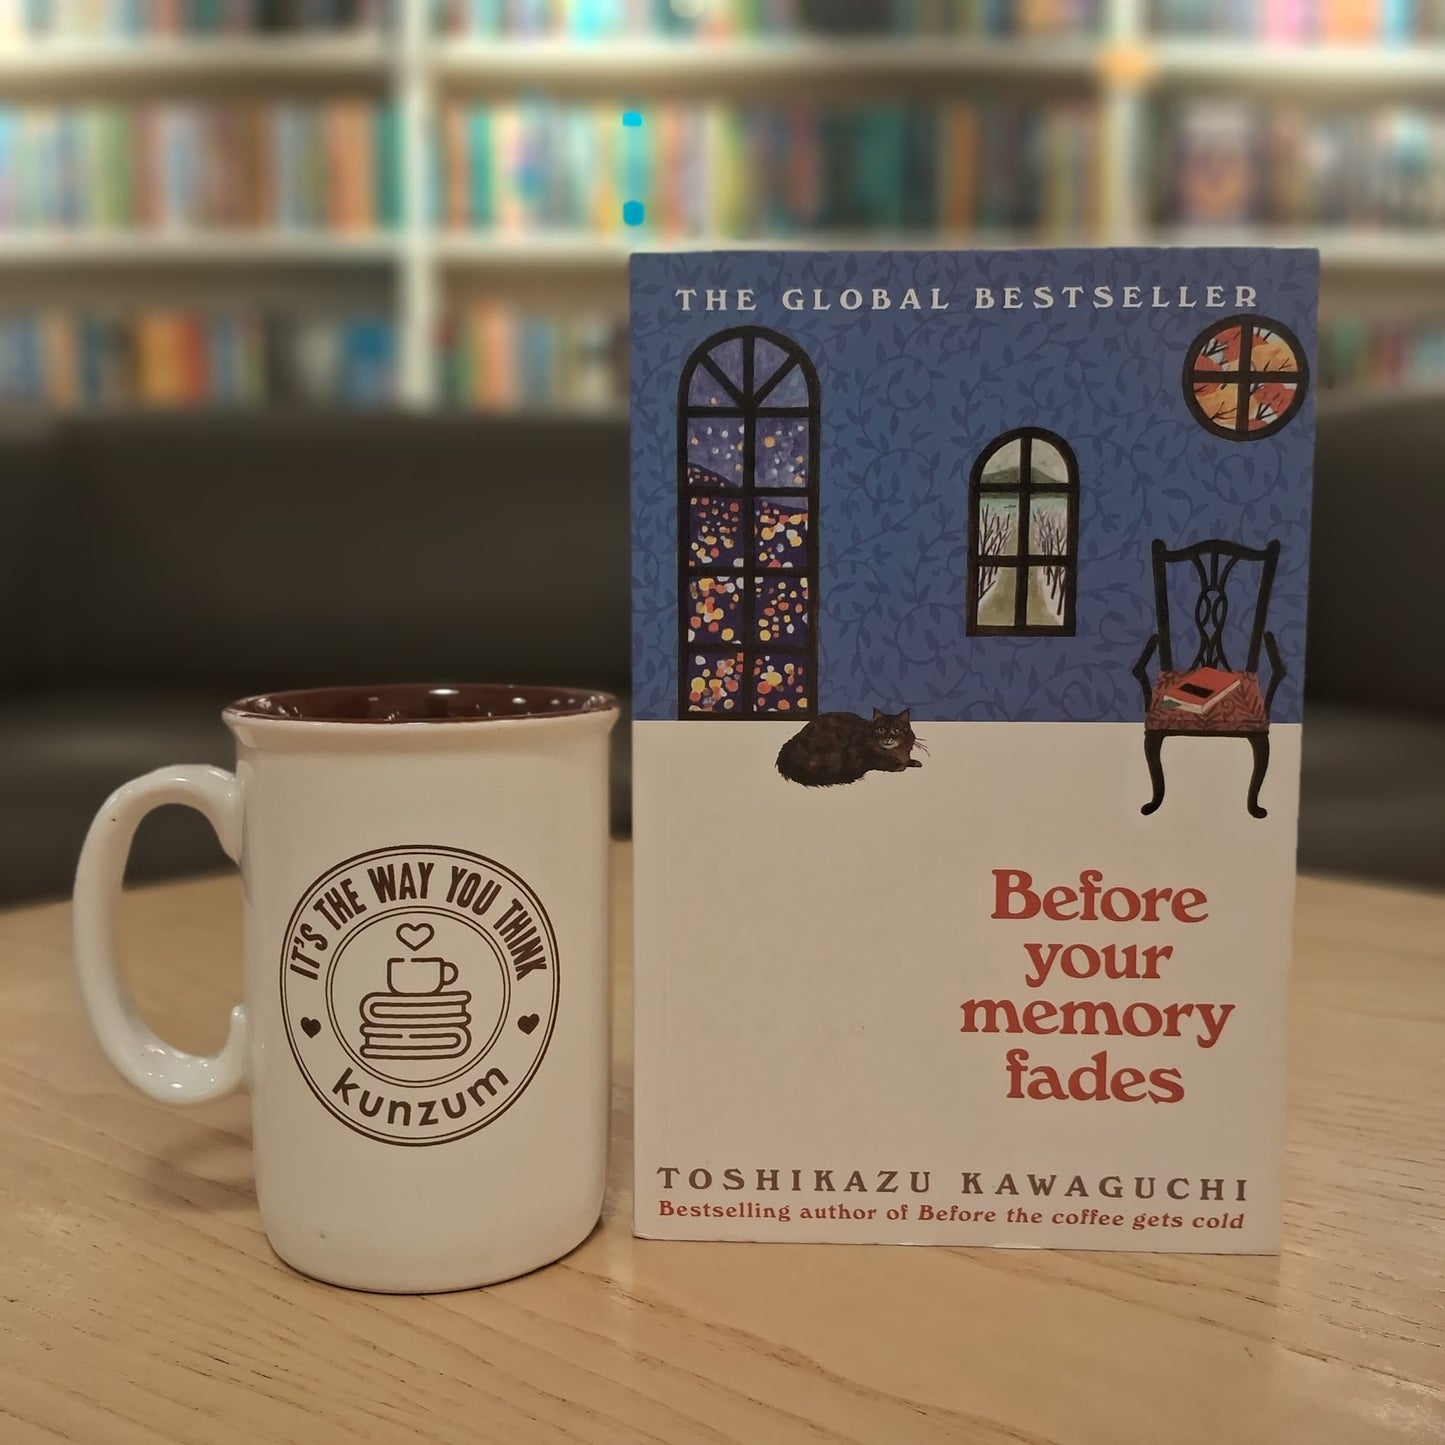 IT'S THE WAY YOU THINK
kunzum
THE GLOBAL BESTSELLER
Before
your
memory
fades
TOSHIKAZU KAWAGUCHI
Bestselling author of Before the coffee gets cold